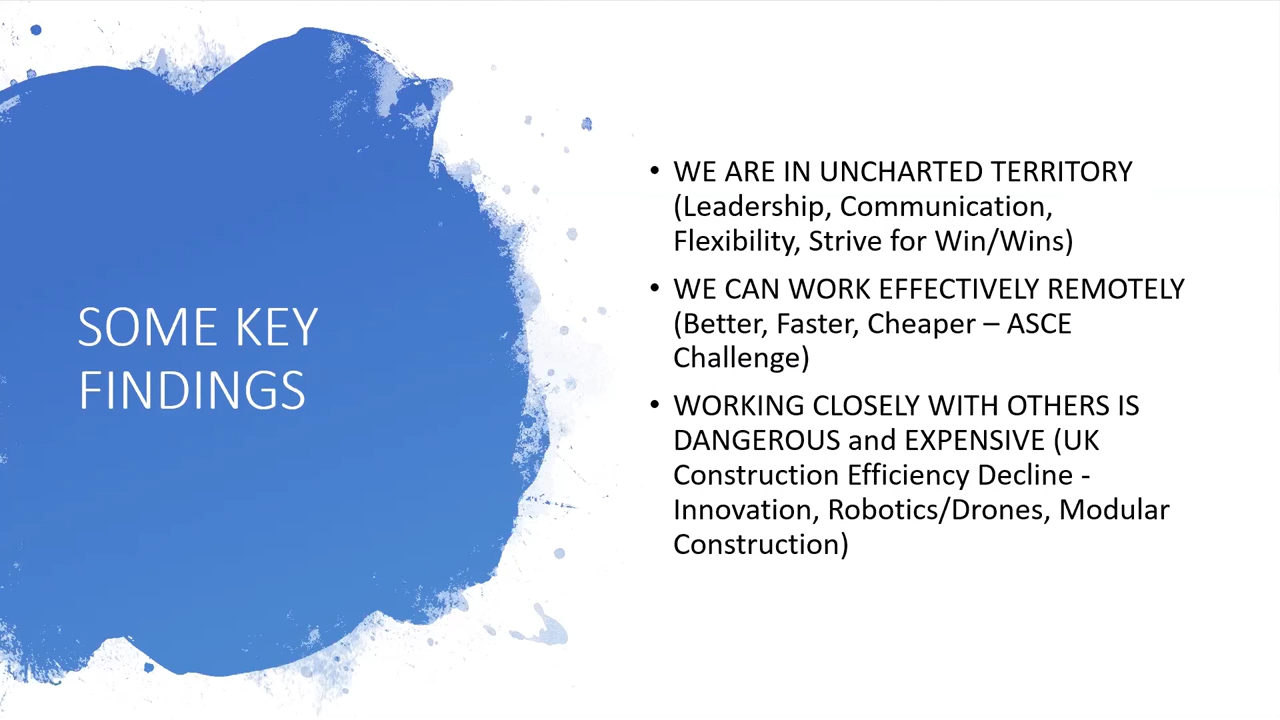 SOME KEY
FINDINGS
• WE ARE IN UNCHARTED TERRITORY
(Leadership, Communication,
Flexibility, Strive for Win/Wins)
• WE CAN WORK EFFECTIVELY REMOTELY
(Better, Faster, Cheaper – ASCE
Challenge)
• WORKING CLOSELY WITH OTHERS IS
DANGEROUS and EXPENSIVE (UK
Construction Efficiency Decline -
Innovation, Robotics/Drones, Modular
Construction)